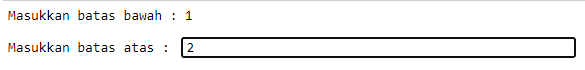 Masukkan batas bawah : 1
Masukkan batas atas : 2